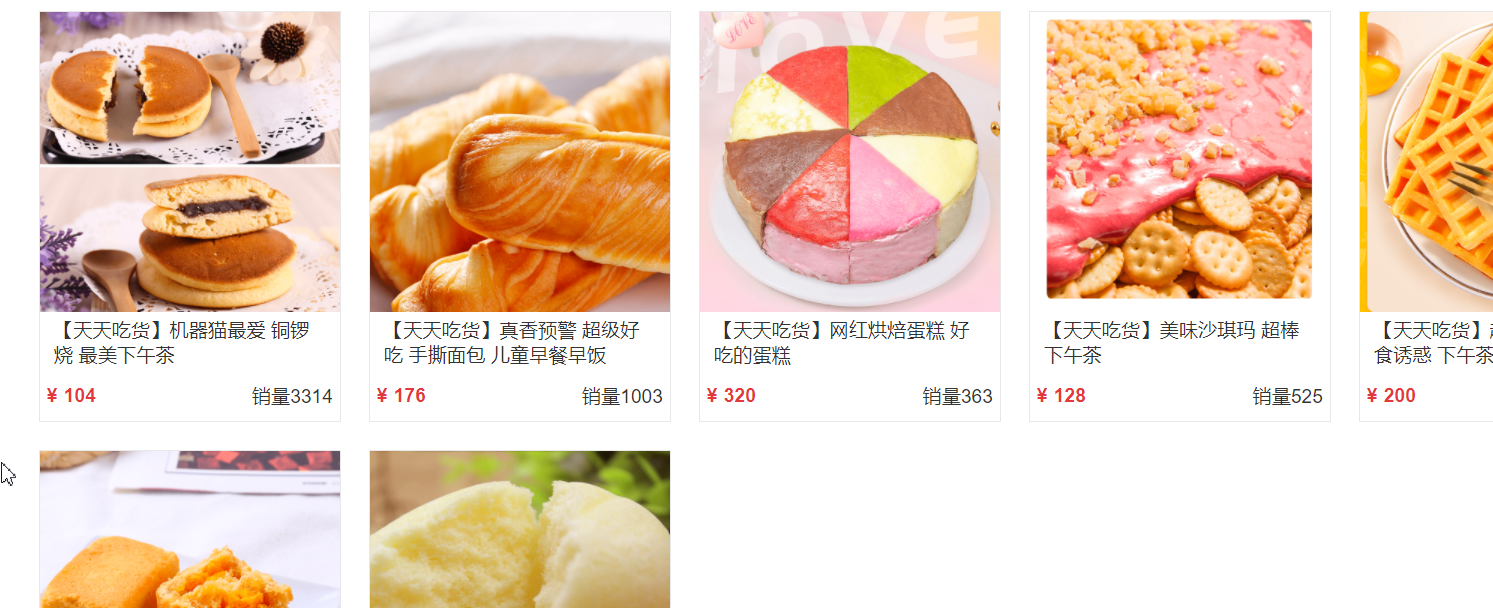 LOVE
love
【天天吃货】机器猫最爱 铜锣
烧 最美下午茶
¥ 104
销量3314
【天天吃货】真香预警 超级好
吃 手撕面包 儿童早餐早饭
¥ 176
销量1003
【天天吃货】网红烘焙蛋糕 好
吃的蛋糕
¥ 320
销量363
【天天吃货】美味沙琪玛 超棒
下午茶
¥ 128
销量525
【天天吃货】
食诱惑 下午茶
¥ 200